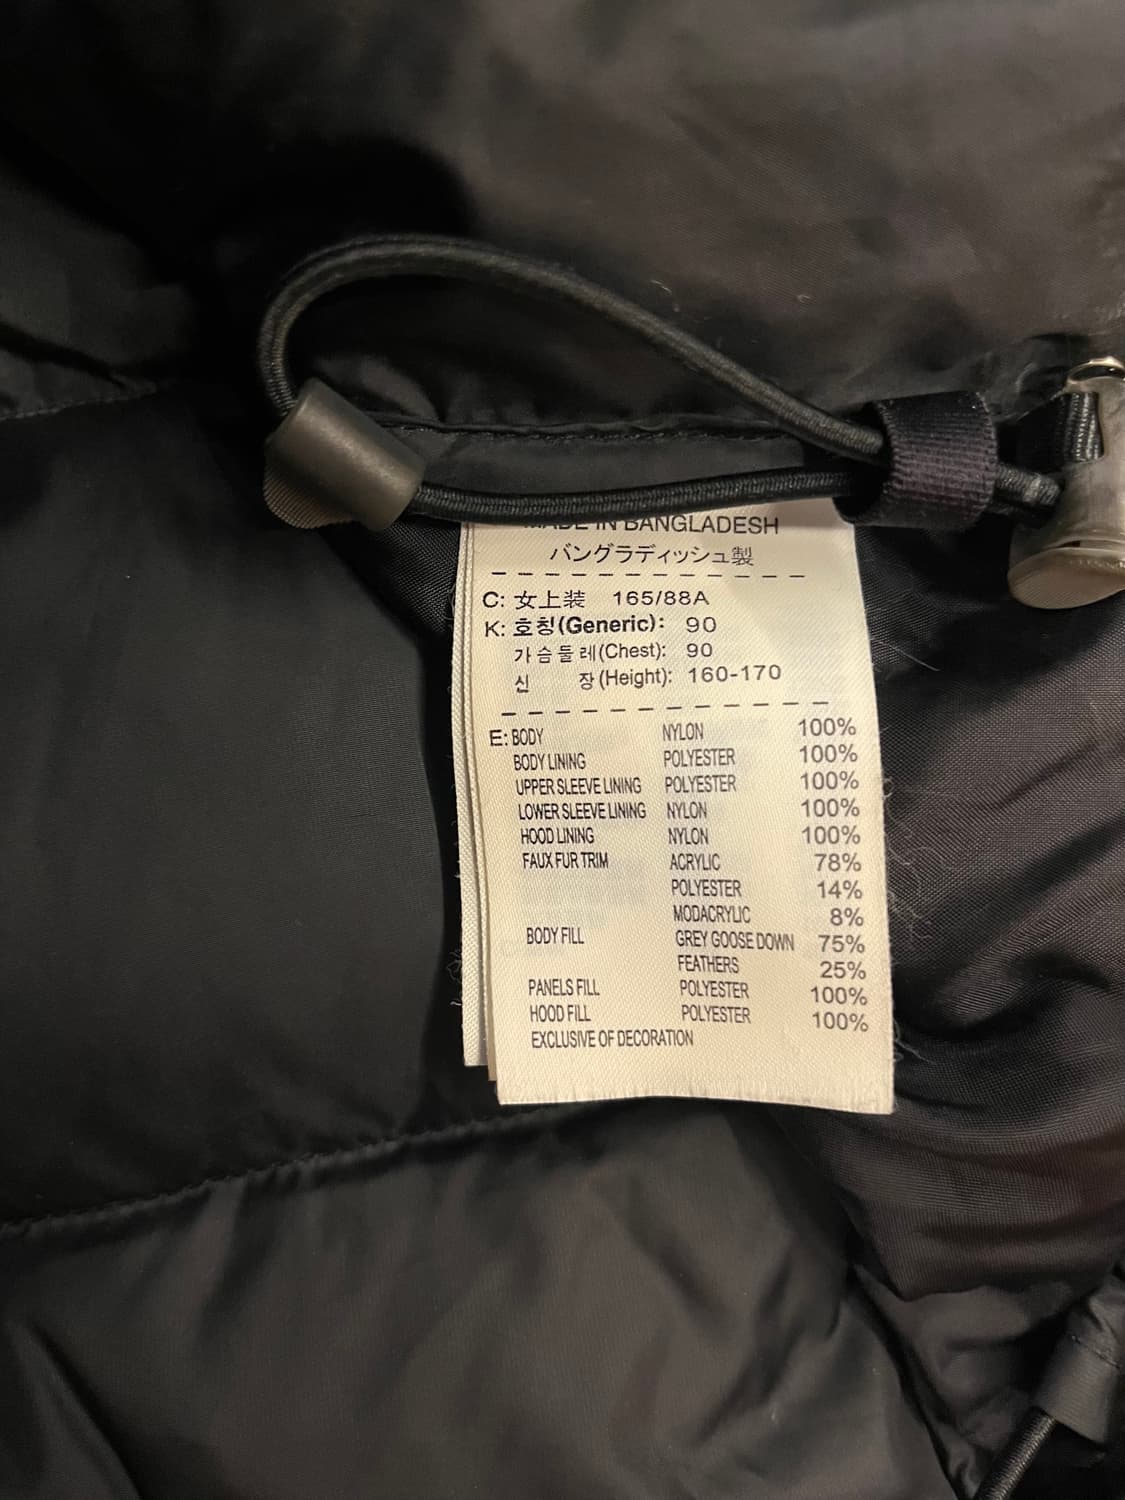 MADE IN BANGLADESH
バングラディッシュ製
C: 女上装 165/88A
K: 호칭(Generic): 90
가슴둘레(Chest): 90
신 장(Height): 160-170
E: BODY NYLON 100%
BODY LINING POLYESTER 100%
UPPER SLEEVE LINING POLYESTER 100%
LOWER SLEEVE LINING NYLON 100%
HOOD LINING NYLON 100%
FAUX FUR TRIM ACRYLIC 78%
POLYESTER 14%
MODACRYLIC 8%
BODY FILL GREY GOOSE DOWN 75%
FEATHERS 25%
PANELS FILL POLYESTER 100%
HOOD FILL POLYESTER 100%
EXCLUSIVE OF DECORATION